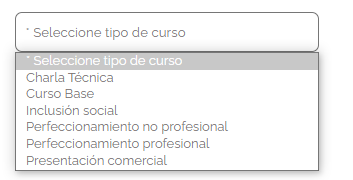 * Seleccione tipo de curso
* Seleccione tipo de curso
Charla Técnica
Curso Base
Inclusión social
Perfeccionamiento no profesional
Perfeccionamiento profesional
Presentación comercial